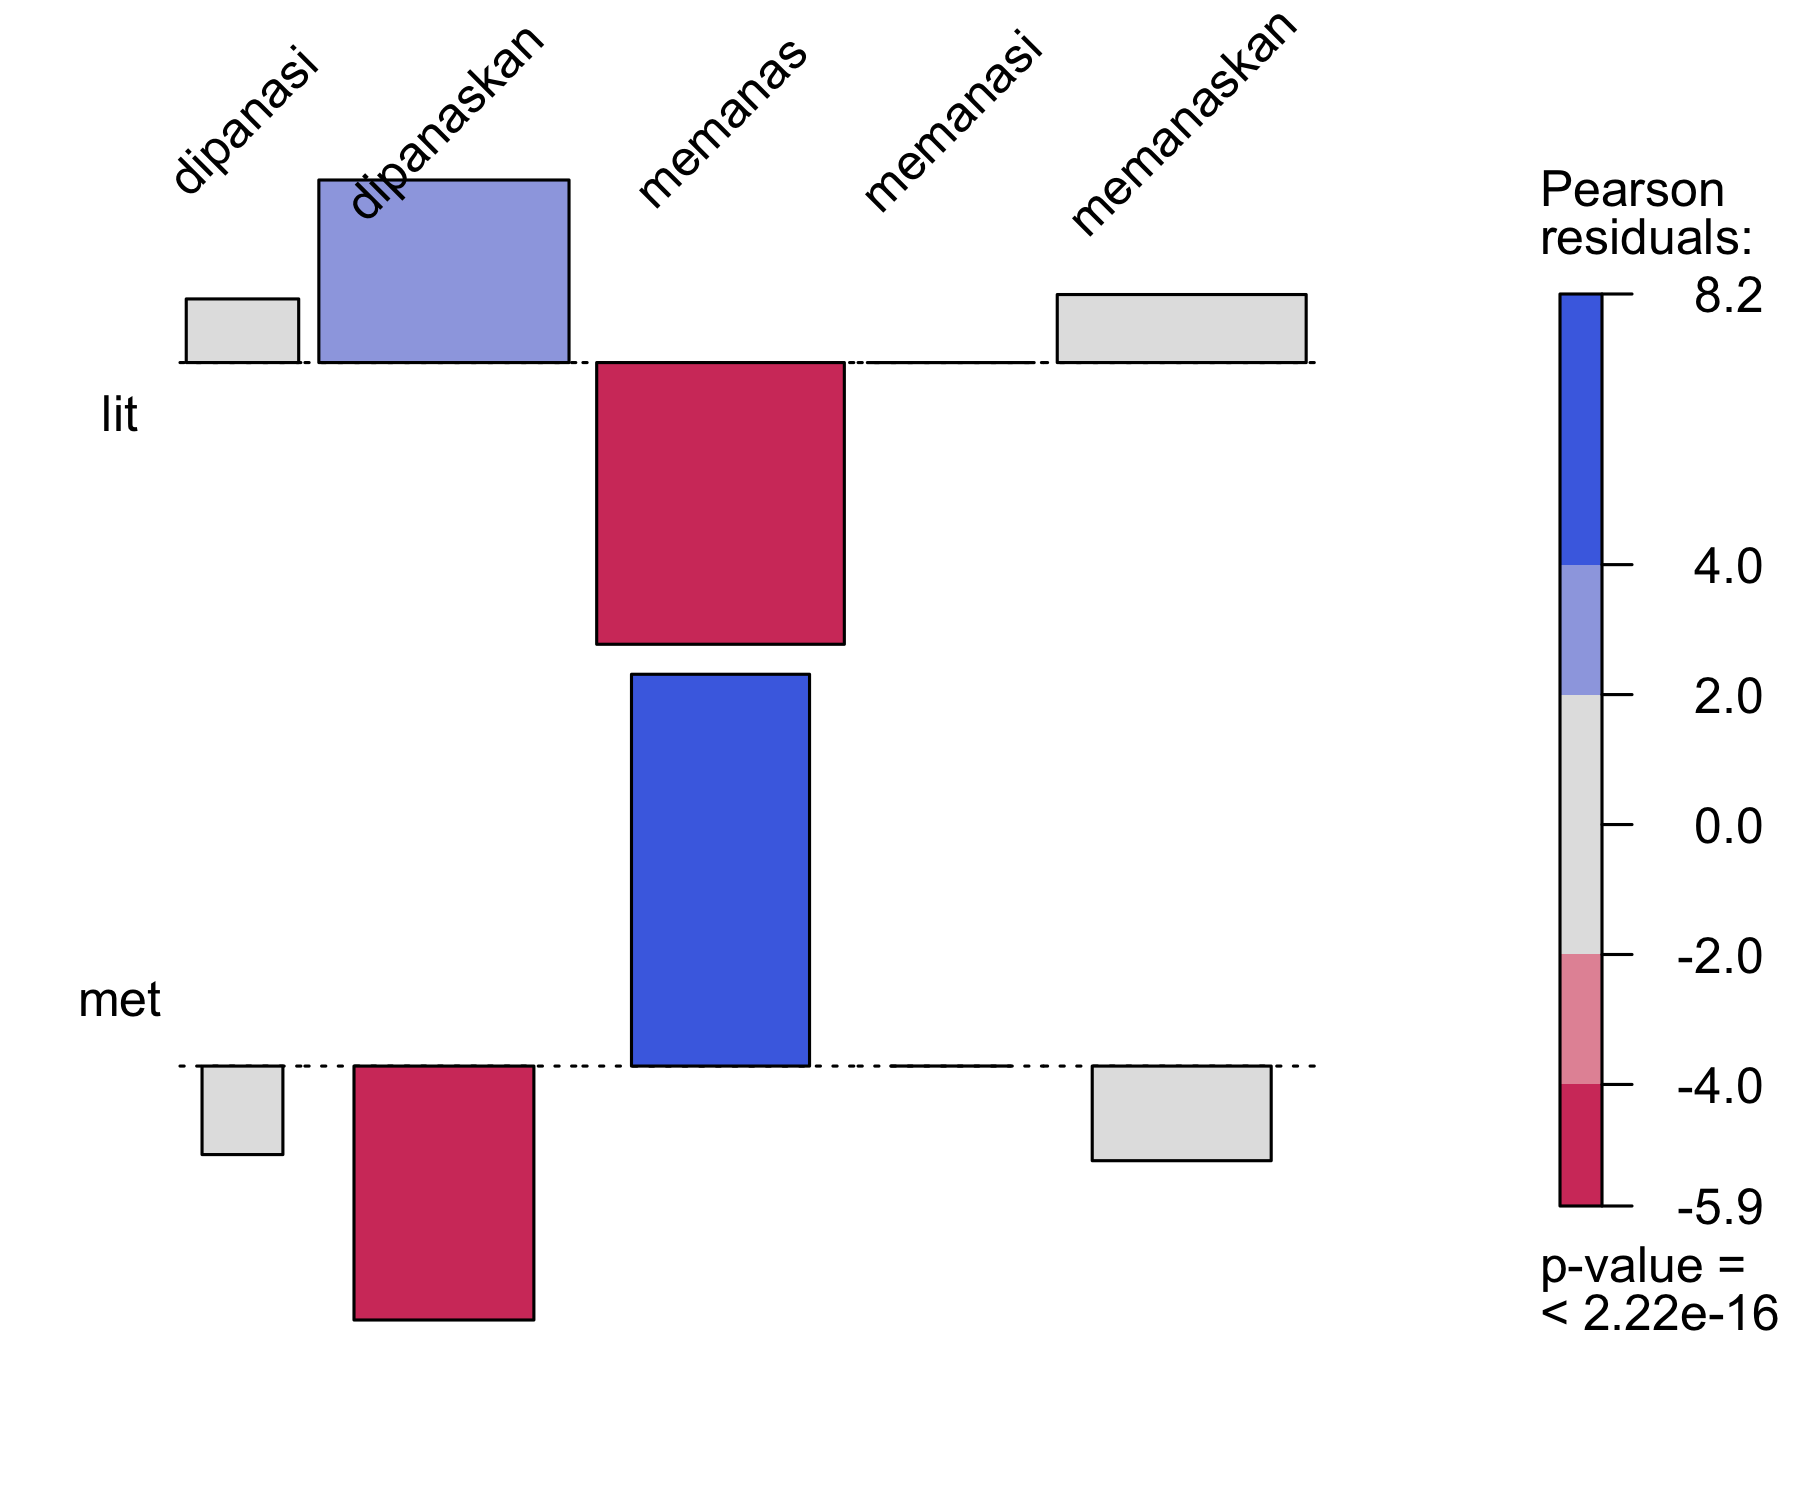 dipanasi
dipanaskan
memanas
memanasi
memanaskan
lit
met
Pearson
residuals:
8.2
4.0
2.0
0.0
-2.0
-4.0
-5.9
p-value =
< 2.22e-16